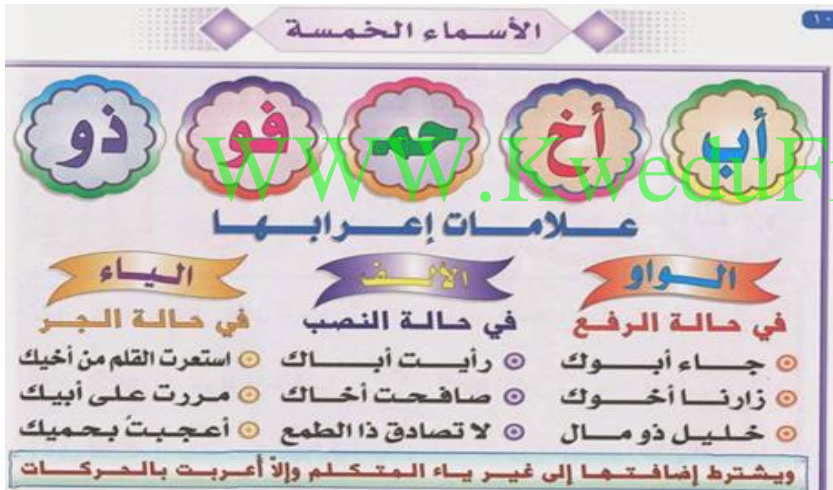 ١٠
الأسماء الخمسة
أب أخ حم فو ذو
WWW.KweduF
علامات إعرابها
الواو الألف الياء
في حالة الرفع في حالة النصب في حالة الجر
جاء أبوك رأيت أباك استعرت القلم من أخيك
زارنا أخوك صافحت أخاك مررت على أبيك
خليل ذو مال لا تصادق ذا الطمع أعجبتُ بحميك
ويشترط إضافتها إلى غير ياء المتكلم وإلاّ أعربت بالحركات